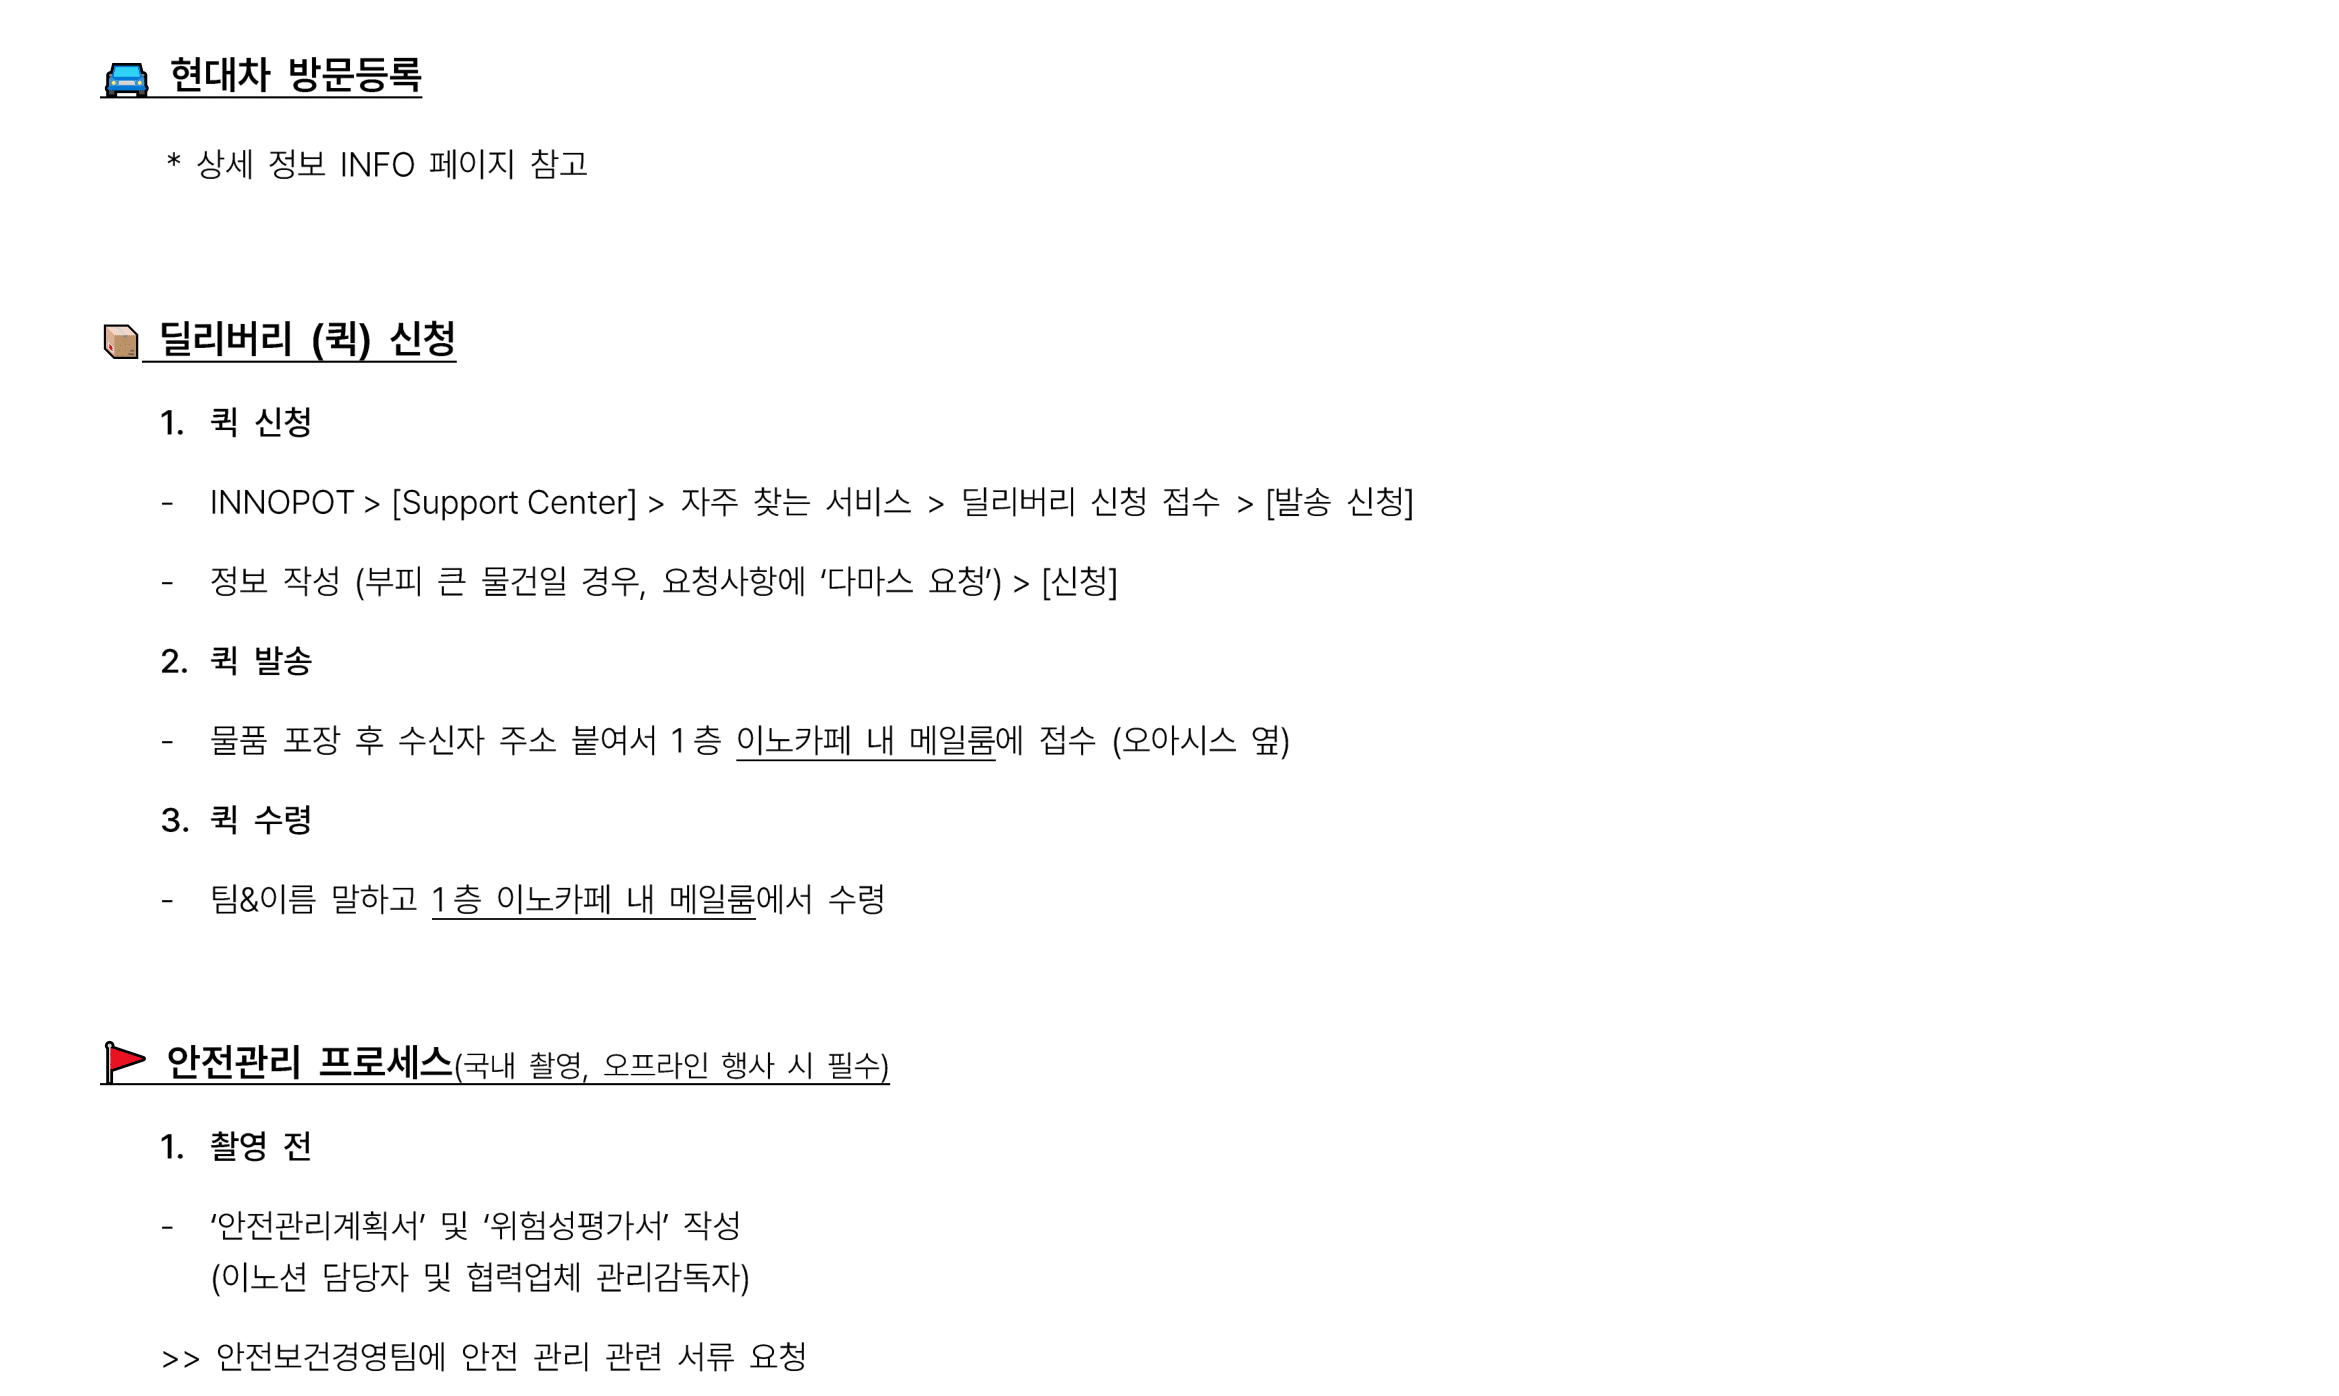 현대차 방문등록
* 상세 정보 INFO 페이지 참고
딜리버리 (퀵) 신청
1. 퀵 신청
- INNOPOT > [Support Center] > 자주 찾는 서비스 > 딜리버리 신청 접수 > [발송 신청]
- 정보 작성 (부피 큰 물건일 경우, 요청사항에 ‘다마스 요청’) > [신청]
2. 퀵 발송
- 물품 포장 후 수신자 주소 붙여서 1층 이노카페 내 메일룸에 접수 (오아시스 옆)
3. 퀵 수령
- 팀&이름 말하고 1층 이노카페 내 메일룸에서 수령
안전관리 프로세스(국내 촬영, 오프라인 행사 시 필수)
1. 촬영 전
- ‘안전관리계획서’ 및 ‘위험성평가서’ 작성
(이노션 담당자 및 협력업체 관리감독자)
>> 안전보건경영팀에 안전 관리 관련 서류 요청